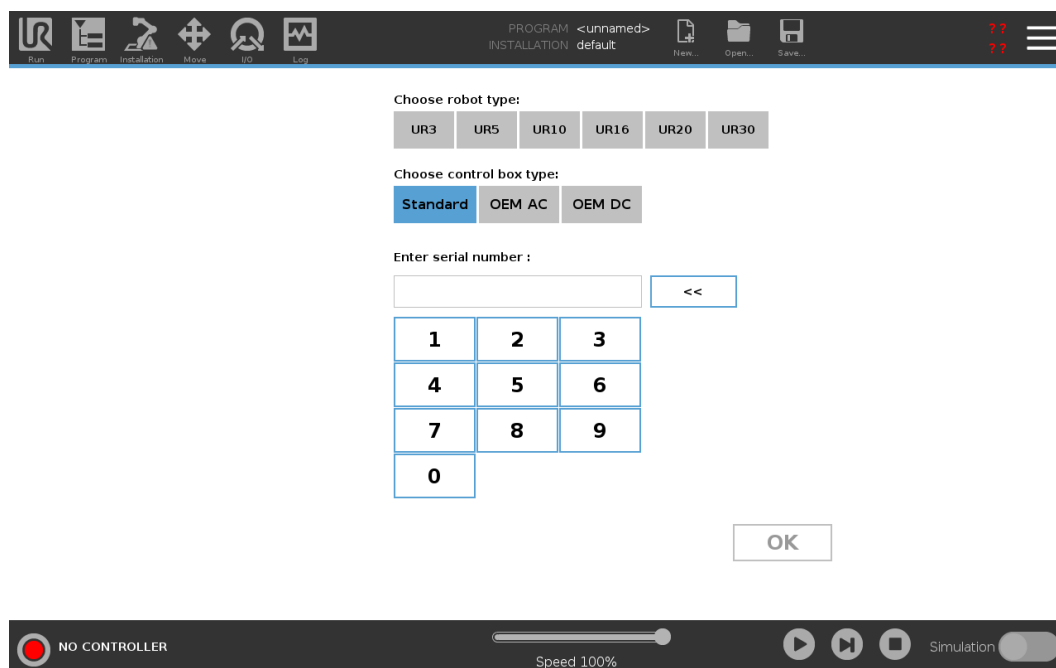 PROGRAM <unnamed>
INSTALLATION default
? ?
? ?
UR
Run Program Installation Move I/O Log New... Open... Save...
Choose robot type:
UR3 UR5 UR10 UR16 UR20 UR30
Choose control box type:
Standard OEM AC OEM DC
Enter serial number :
<<
1 2 3
4 5 6
7 8 9
0
OK
NO CONTROLLER
Speed 100%
Simulation